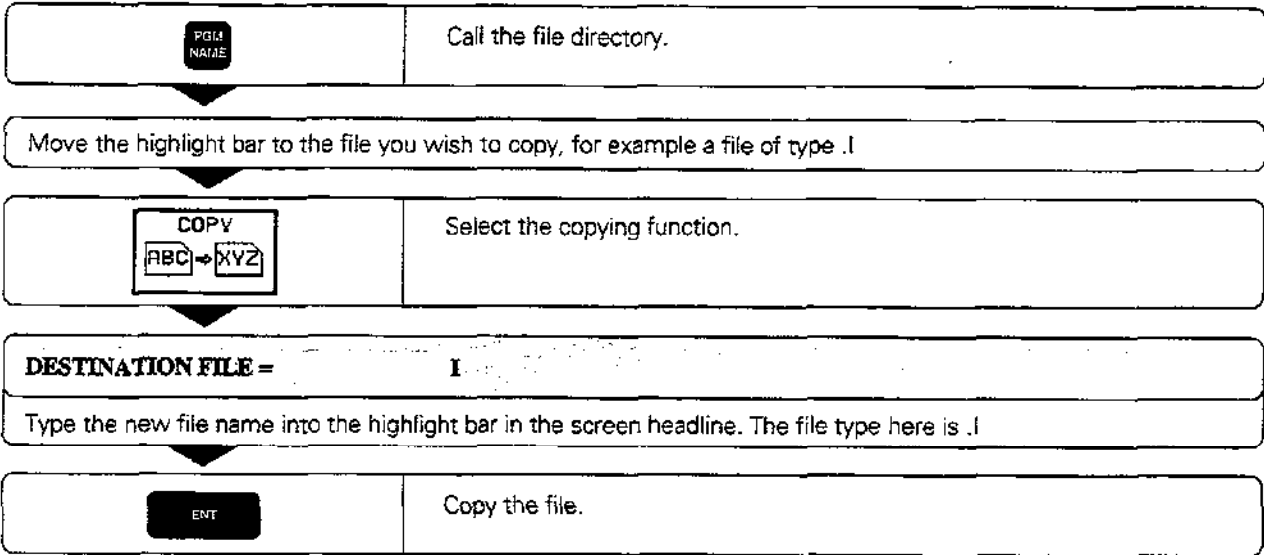 PGM
NAME
Call the file directory.
Move the highlight bar to the file you wish to copy, for example a file of type .I
COPY
ABC ⇒ XYZ
Select the copying function.
DESTINATION FILE = I
Type the new file name into the highlight bar in the screen headline. The file type here is .I
ENT
Copy the file.